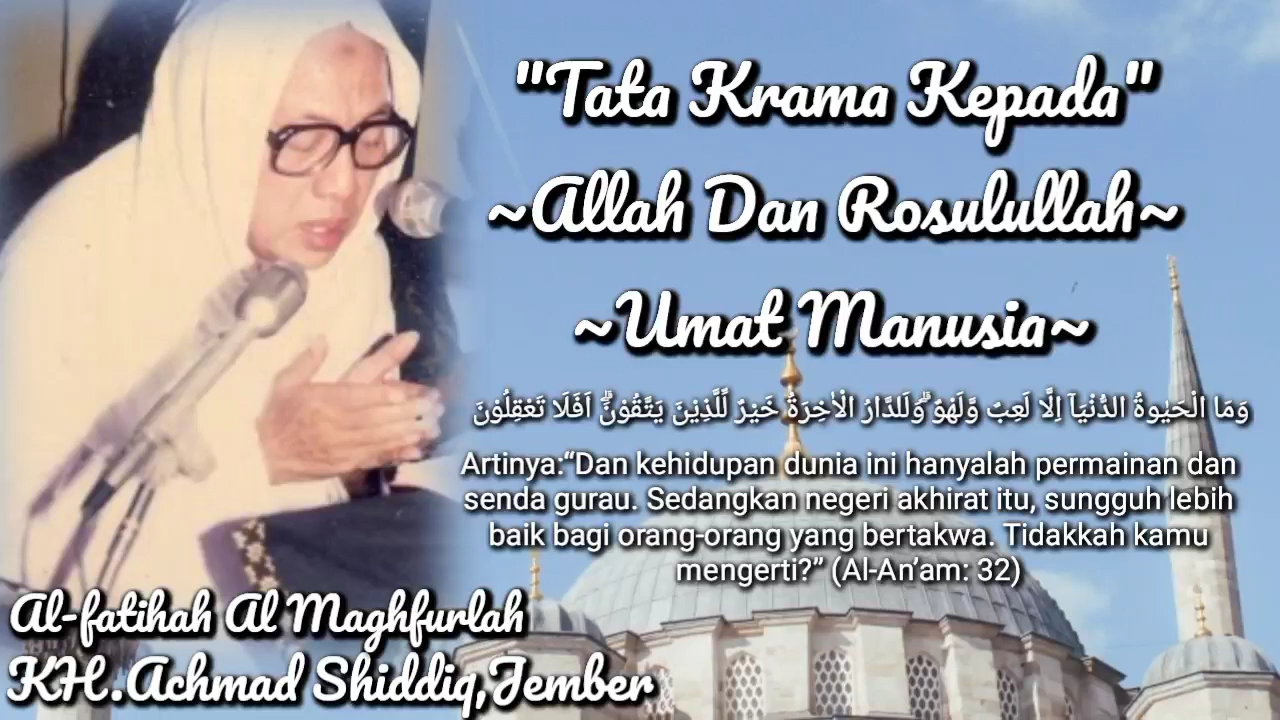 "Tata Krama Kepada"
~Allah Dan Rosulullah~
~Umat Manusia~
وَمَا الْحَيٰوةُ الدُّنْيَآ اِلَّا لَعِبٌ وَّلَهْوٌ ۗوَلَلدَّارُ الْاٰخِرَةُ خَيْرٌ لِّلَّذِيْنَ يَتَّقُوْنَۗ اَفَلَا تَعْقِلُوْنَ
Artinya:“Dan kehidupan dunia ini hanyalah permainan dan
senda gurau. Sedangkan negeri akhirat itu, sungguh lebih
baik bagi orang-orang yang bertakwa. Tidakkah kamu
mengerti?” (Al-An’am: 32)
Al-fatihah Al Maghfurlah
KH.Achmad Shiddiq,Jember